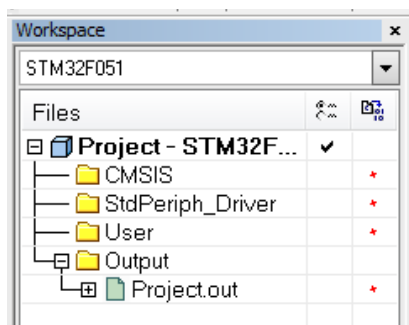 Workspace
STM32F051
Files
Project - STM32F...
CMSIS
StdPeriph_Driver
User
Output
Project.out